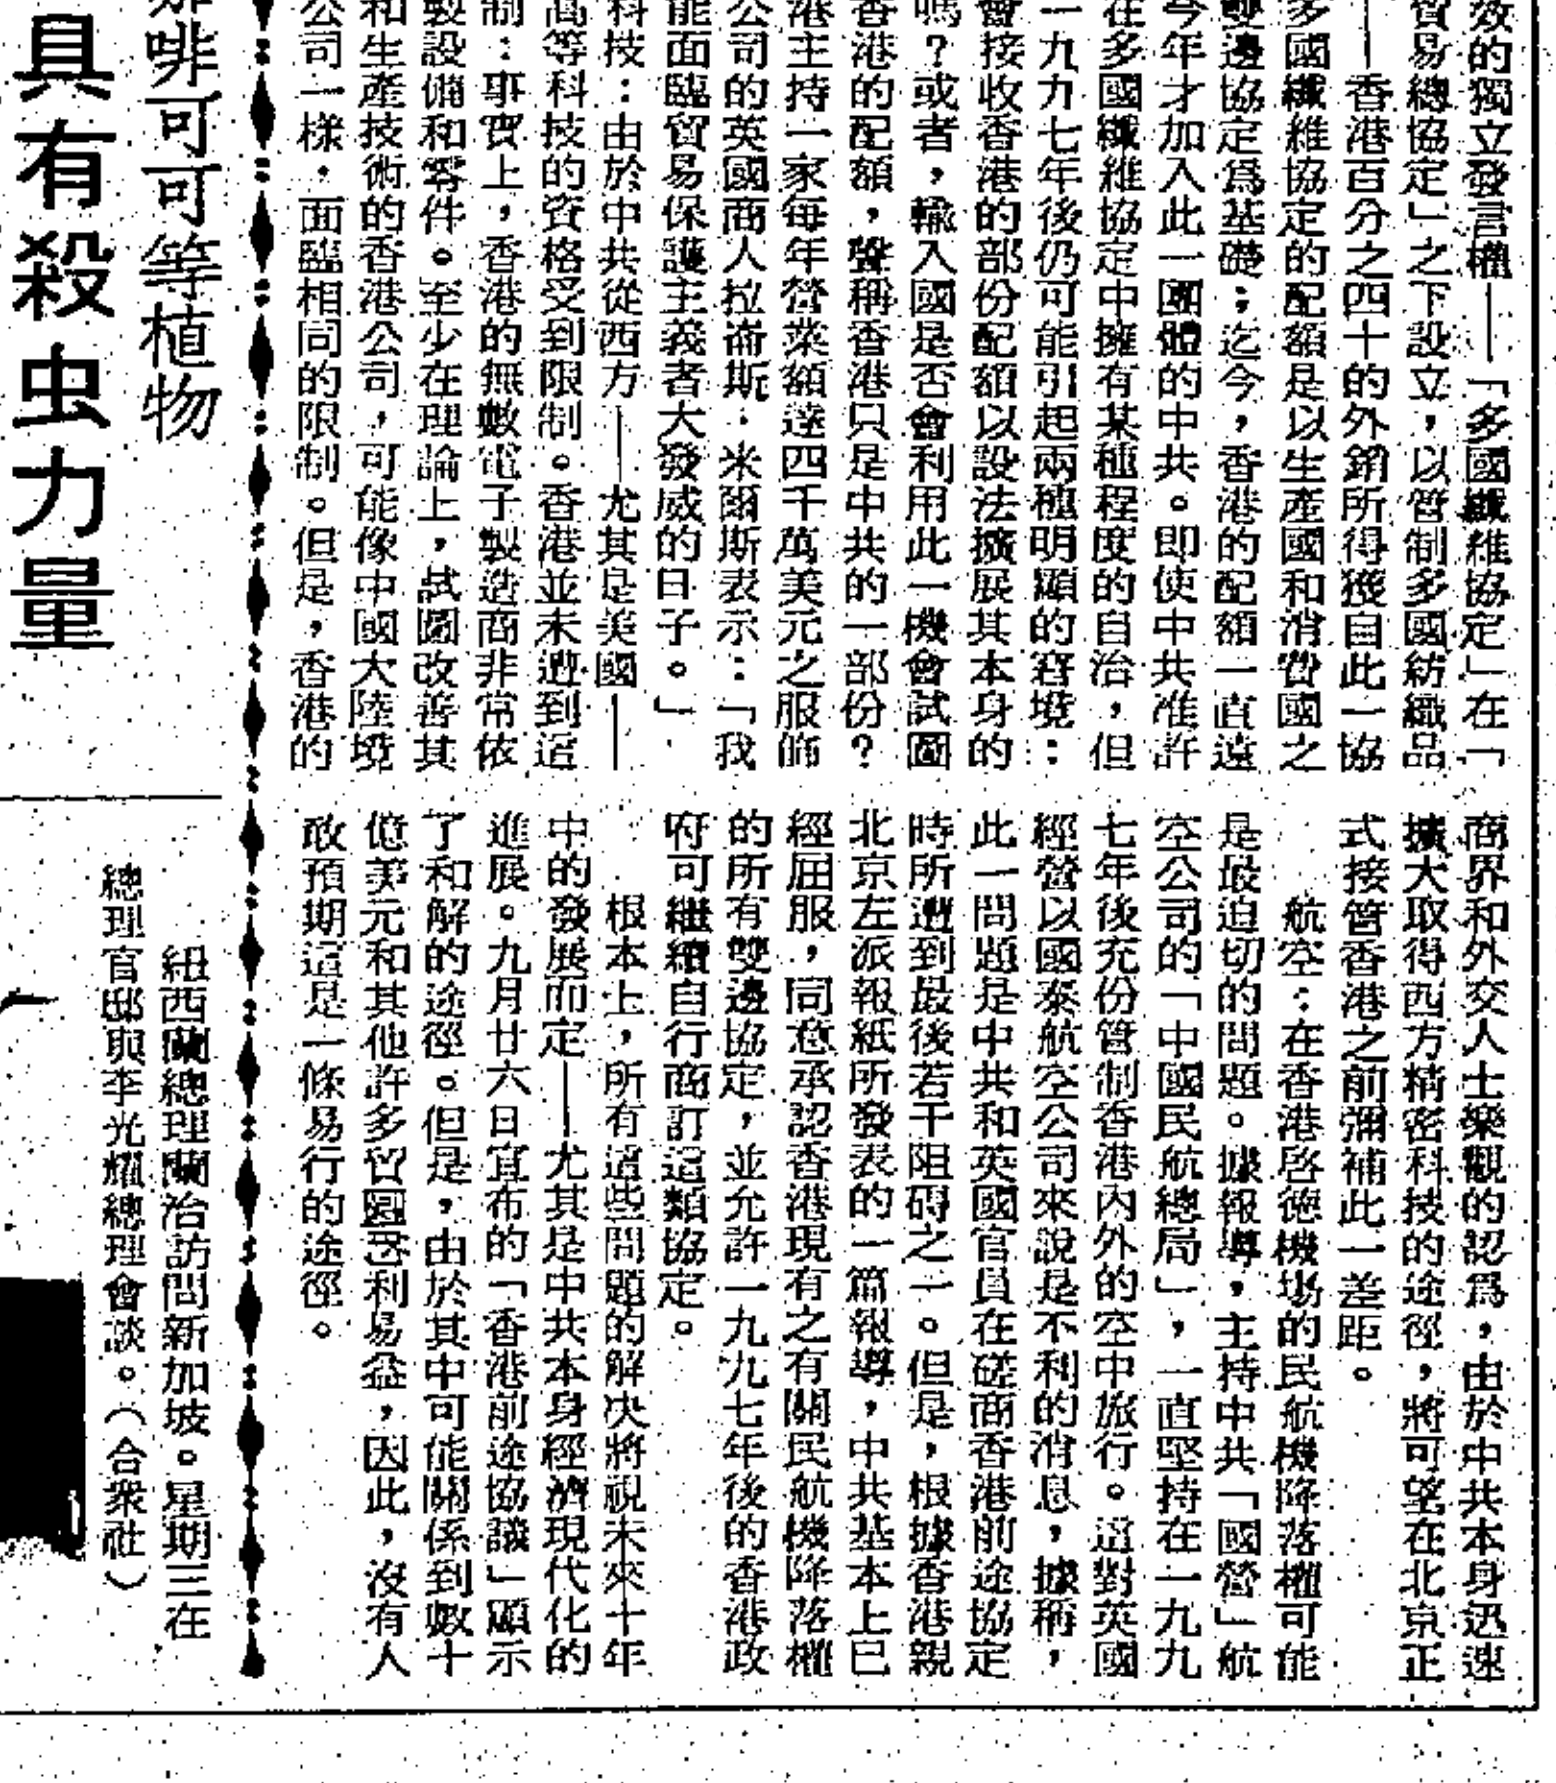 效的獨立發言權——「多國纖維協定」在「
貿易總協定」之下設立，以管制多國紡織品
——香港百分之四十的外銷所得獲自此一協
多國纖維協定的配額是以生產國和消費國之
雙邊協定爲基礎；迄今，香港的配額一直遠
今年才加入此一團體的中共。即使中共准許
在多國纖維協定中擁有某種程度的自治，但
一九九七年後仍可能引起兩種明顯的窘境：
會接收香港的部份配額以設法擴展其本身的
嗎？或者，輸入國是否會利用此一機會試圖
香港的配額，聲稱香港只是中共的一部份？
港主持一家每年營業額達四千萬美元之服飾
公司的英國商人拉崙斯．米爾斯表示：「我
能面臨貿易保護主義者大發威的日子。」
科技：由於中共從西方——尤其是美國——
高等科技的資格受到限制。香港並未遭到這
制：事實上，香港的無數電子製造商非常依
製設備和零件。至少在理論上，試圖改善其
和生產技術的香港公司，可能像中國大陸境
公司一樣，面臨相同的限制。但是，香港的
商界和外交人士樂觀的認爲，由於中共本身迅速
擴大取得西方精密科技的途徑，將可望在北京正
式接管香港之前彌補此一差距。
航空：在香港啓德機場的民航機降落權可能
是最迫切的問題。據報導，主持中共「國營」航
空公司的「中國民航總局」，一直堅持在一九九
七年後充份管制香港內外的空中旅行。這對英國
經營以國泰航空公司來說是不利的消息，據稱，
此一問題是中共和英國官員在磋商香港前途協定
時所遭到最後若干阻碍之一。但是，根據香港親
北京左派報紙所發表的一篇報導，中共基本上已
經屈服，同意承認香港現有之有關民航機降落權
的所有雙邊協定，並允許一九九七年後的香港政
府可繼續自行商訂這類協定。
根本上，所有這些問題的解決將視未來十年
中的發展而定——尤其是中共本身經濟現代化的
進展。九月廿六日宣布的「香港前途協議」顯示
了和解的途徑。但是，由於其中可能關係到數十
億美元和其他許多貿易利益，因此，沒有人
敢預期這是一條易行的途徑。
咖啡可可等植物
具有殺虫力量
紐西蘭總理蘭治訪問新加坡。星期三在
總理官邸與李光耀總理會談。（合衆社）